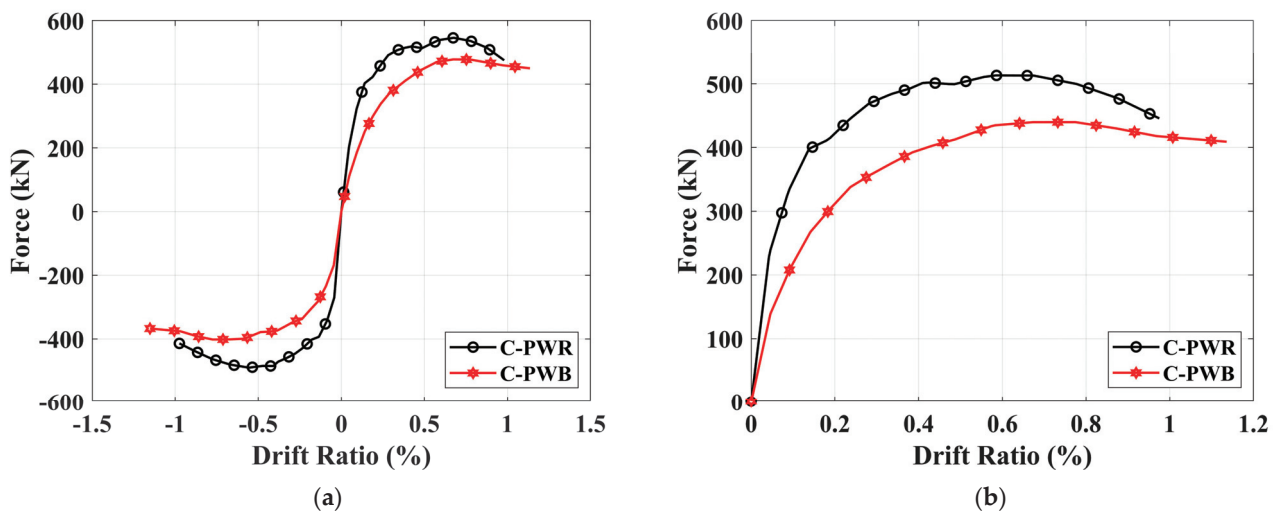 600
400
200
0
-200
-400
-600
-1.5 -1 -0.5 0 0.5 1 1.5
Force (kN)
Drift Ratio (%)
C-PWR
C-PWB
(a)
600
500
400
300
200
100
0
0 0.2 0.4 0.6 0.8 1 1.2
Force (kN)
Drift Ratio (%)
C-PWR
C-PWB
(b)